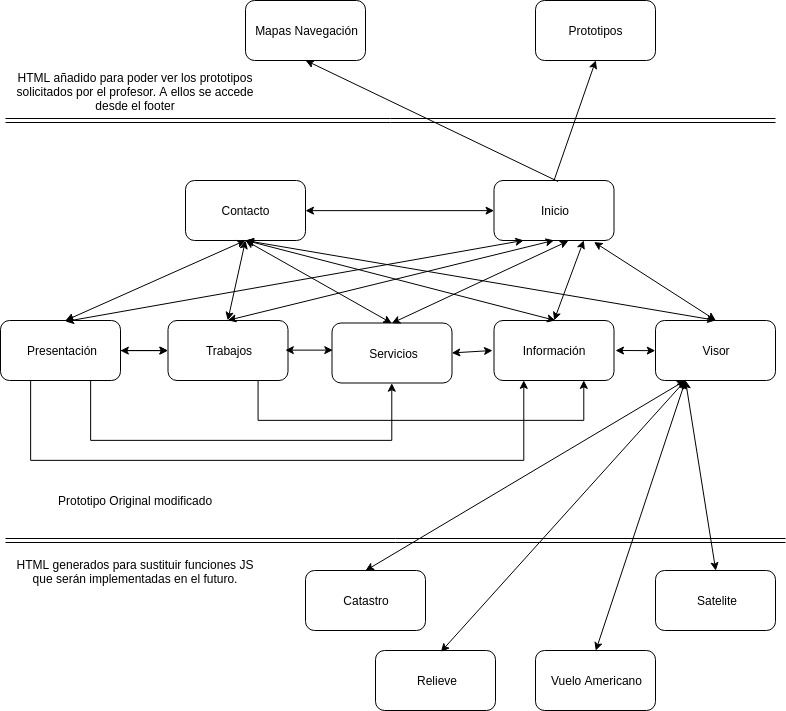 Mapas Navegación
Prototipos
HTML añadido para poder ver los prototipos
solicitados por el profesor. A ellos se accede
desde el footer
Contacto
Inicio
Presentación
Trabajos
Servicios
Información
Visor
Prototipo Original modificado
HTML generados para sustituir funciones JS
que serán implementadas en el futuro.
Catastro
Satelite
Relieve
Vuelo Americano